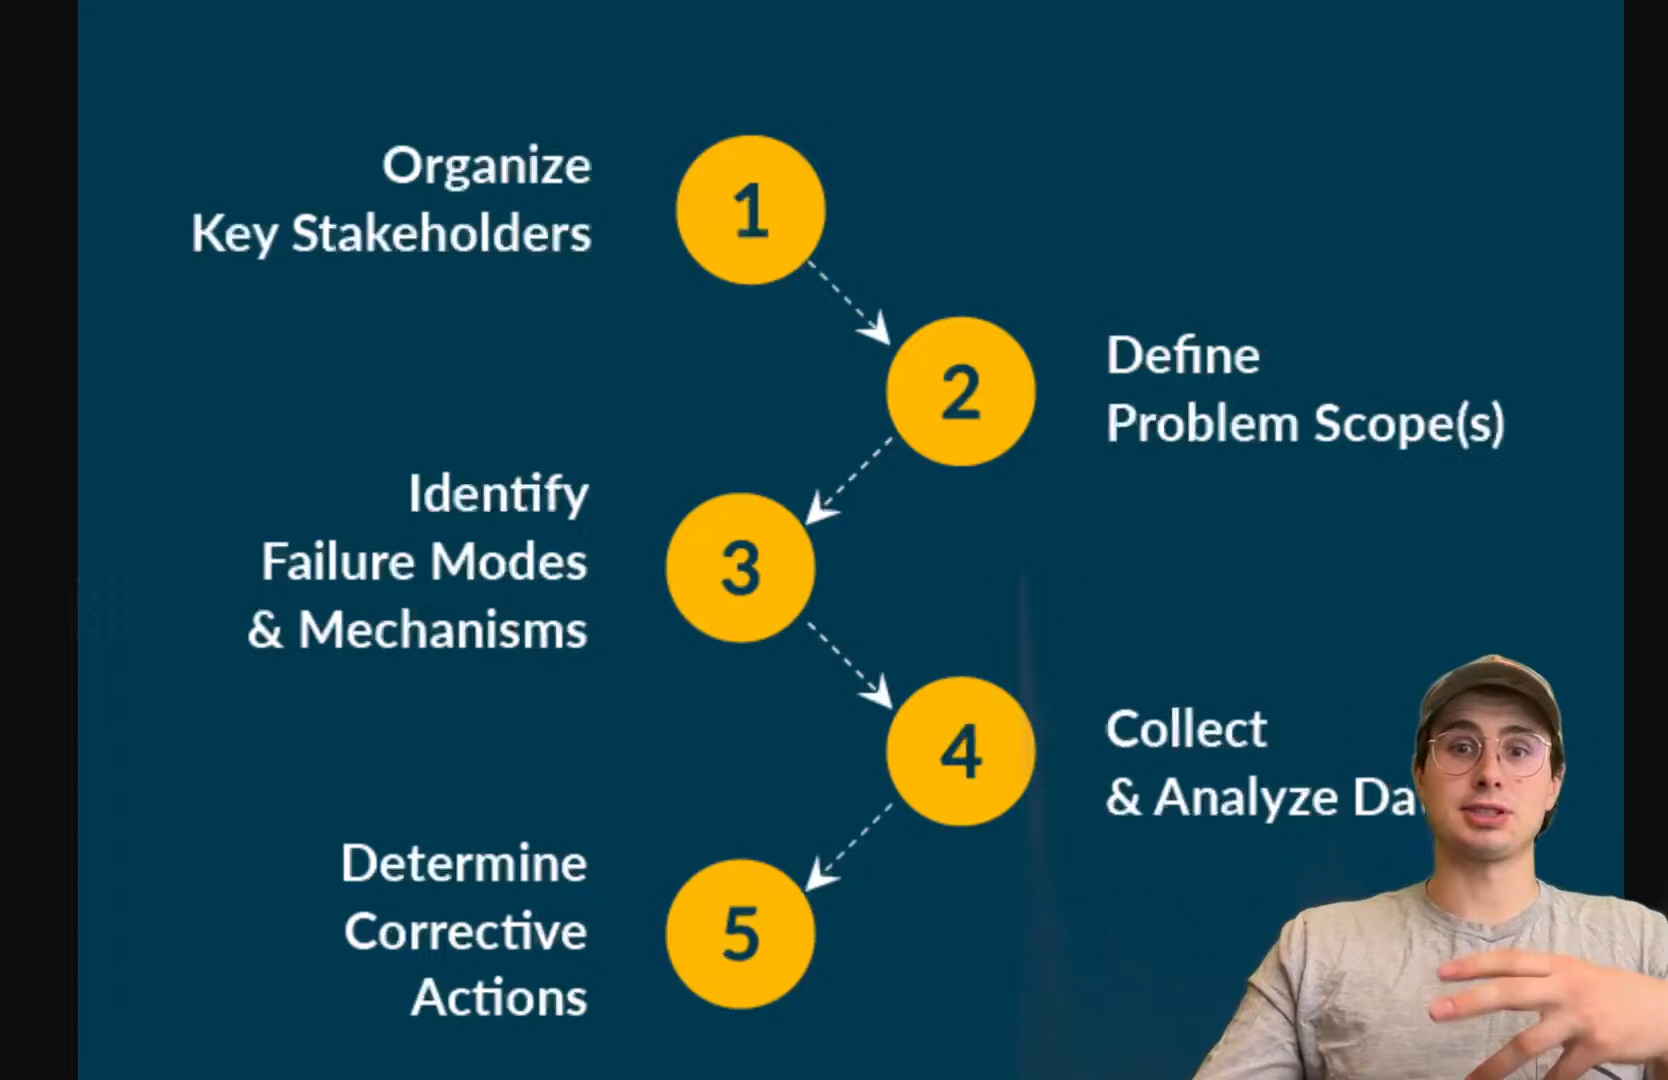 Organize
Key Stakeholders
1
2
Define
Problem Scope(s)
Identify
Failure Modes
& Mechanisms
3
4
Collect
& Analyze
Determine
Corrective
Actions
5